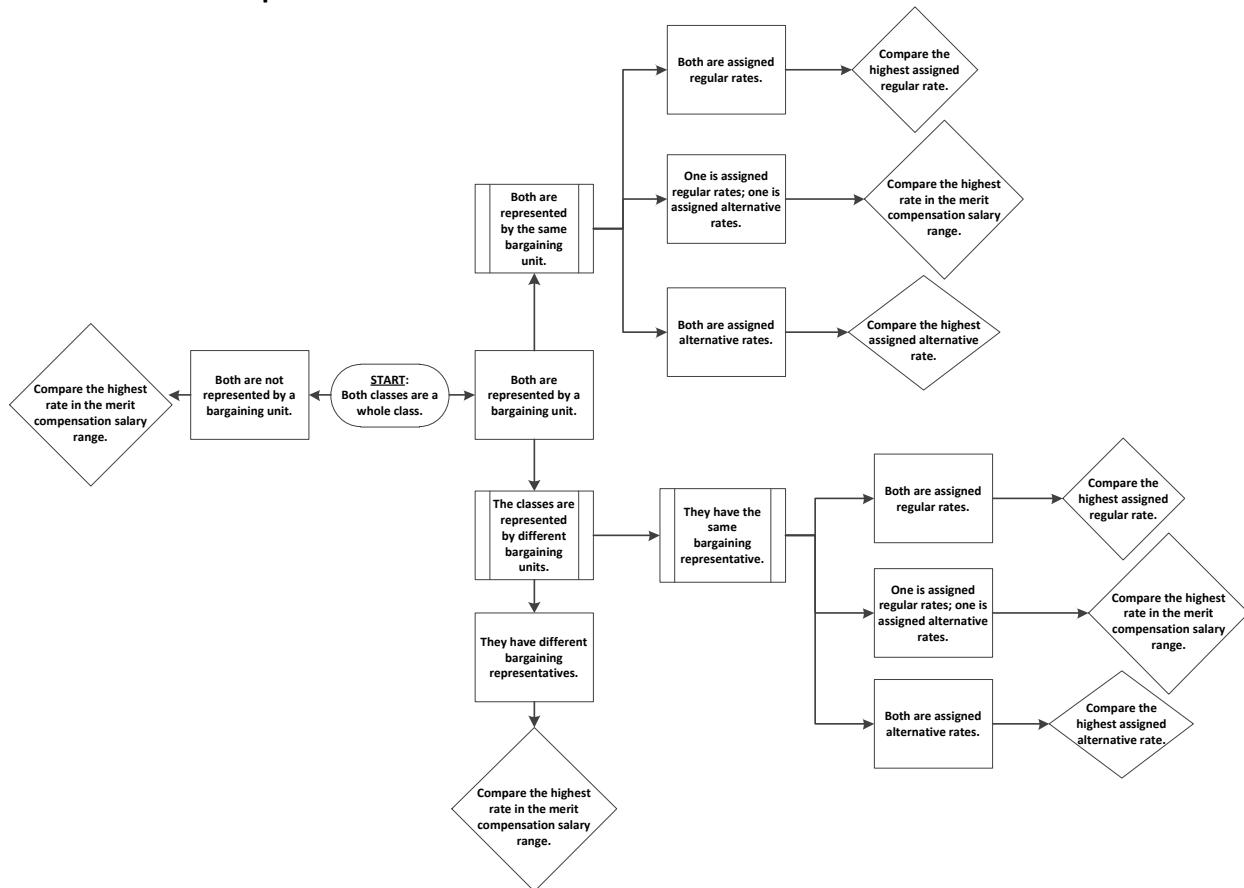 Both are assigned
regular rates.
Compare the
highest assigned
regular rate.
Both are
represented
by the same
bargaining
unit.
One is assigned
regular rates; one is
assigned alternative
rates.
Compare the highest
rate in the merit
compensation salary
range.
Both are assigned
alternative rates.
Compare the highest
assigned alternative
rate.
Compare the highest
rate in the merit
compensation salary
range.
Both are not
represented by a
bargaining unit.
START:
Both classes are a
whole class.
Both are
represented by a
bargaining unit.
The classes are
represented
by different
bargaining
units.
They have the
same
bargaining
representative.
Both are assigned
regular rates.
Compare the
highest assigned
regular rate.
One is assigned
regular rates; one is
assigned alternative
rates.
Compare the highest
rate in the merit
compensation salary
range.
Both are assigned
alternative rates.
Compare the
highest assigned
alternative rate.
They have different
bargaining
representatives.
Compare the highest
rate in the merit
compensation salary
range.